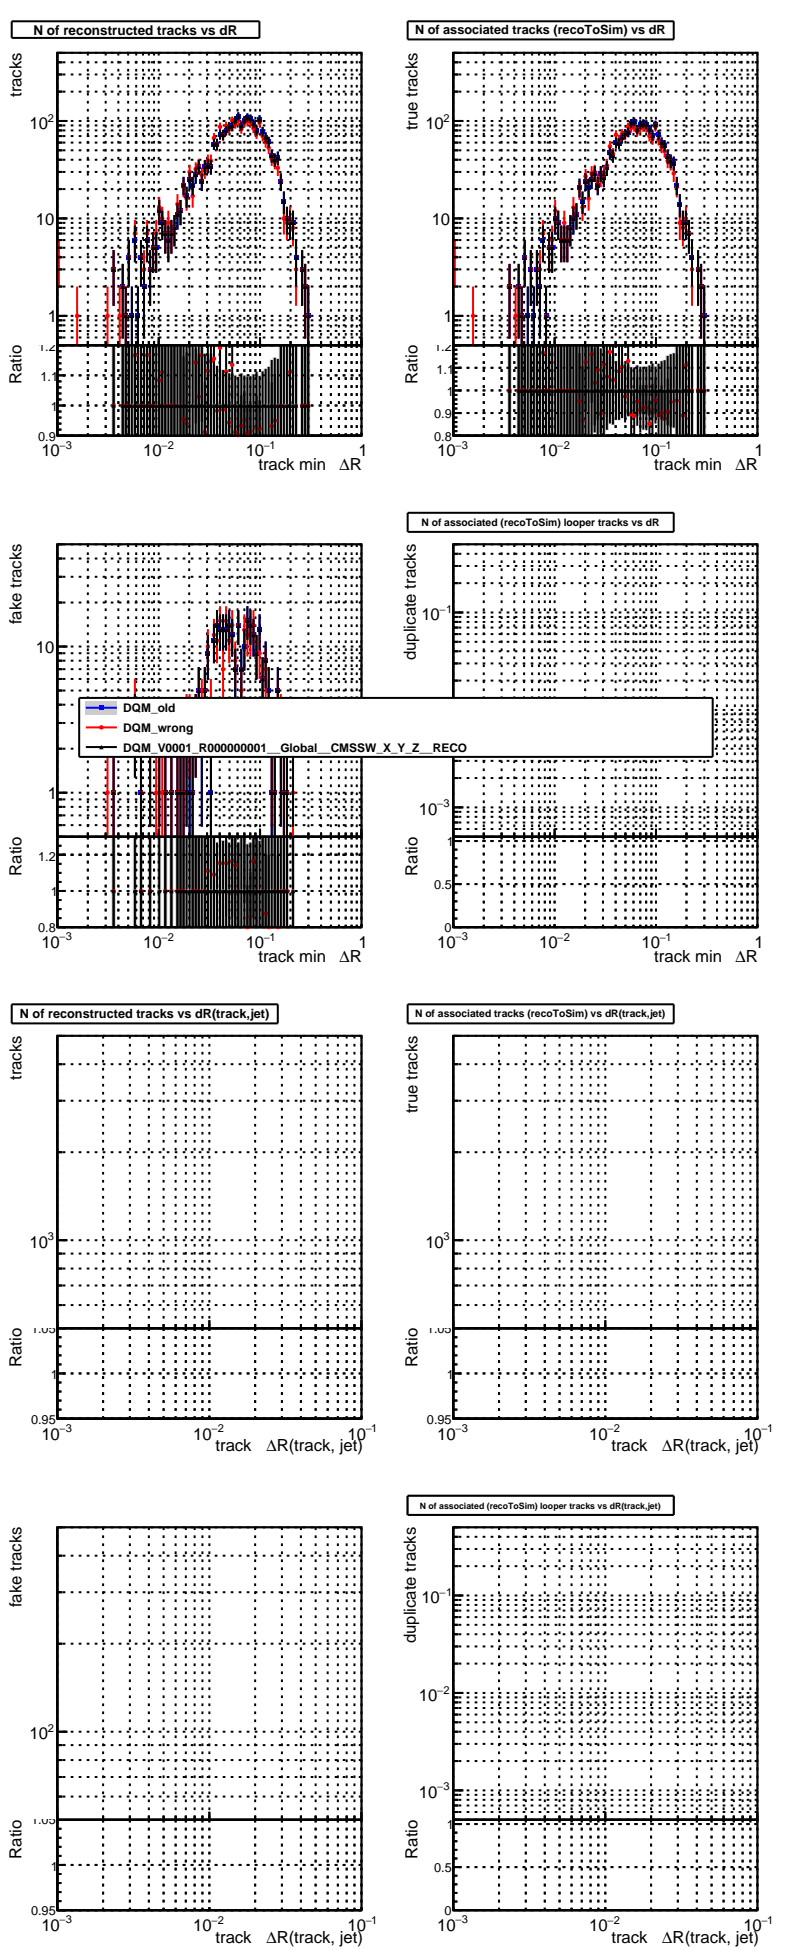 N of reconstructed tracks vs dR
N of associated tracks (recoToSim) vs dR
tracks
10²
10
1
Ratio
1.2
1.1
1
0.9
10⁻³
10⁻²
10⁻¹
1
track min ΔR
true tracks
10²
10
1
Ratio
1.2
1.1
1
0.9
0.8
10⁻³
10⁻²
10⁻¹
1
track min ΔR
N of associated (recoToSim) looper tracks vs dR
fake tracks
10
1
Ratio
1.2
1
0.8
10⁻³
10⁻²
10⁻¹
1
track min ΔR
duplicate tracks
10⁻¹
10⁻³
Ratio
1
0.5
0
10⁻³
10⁻²
10⁻¹
1
track min ΔR
DQM_old
DQM_wrong
DQM_V0001_R000000001__Global__CMSSW_X_Y_Z__RECO
N of reconstructed tracks vs dR(track,jet)
N of associated tracks (recoToSim) vs dR(track,jet)
tracks
10³
Ratio
1.05
1
0.95
10⁻³
10⁻²
10⁻¹
track ΔR(track, jet)
true tracks
10³
Ratio
1.05
1
0.95
10⁻³
10⁻²
10⁻¹
track ΔR(track, jet)
N of associated (recoToSim) looper tracks vs dR(track,jet)
fake tracks
10²
Ratio
1.05
1
0.95
10⁻³
10⁻²
10⁻¹
track ΔR(track, jet)
duplicate tracks
10⁻¹
10⁻²
10⁻³
Ratio
1
0.5
0
10⁻³
10⁻²
10⁻¹
track ΔR(track, jet)